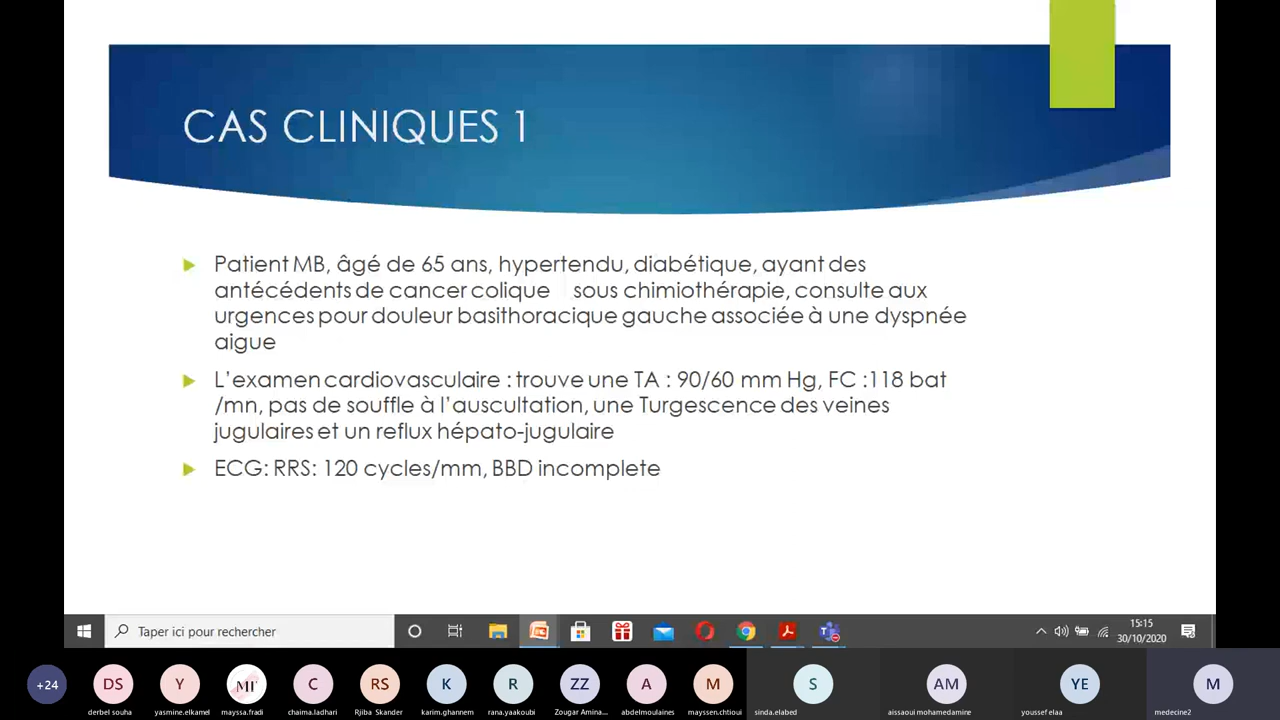 CAS CLINIQUES 1
Patient MB, âgé de 65 ans, hypertendu, diabétique, ayant des
antécédents de cancer colique sous chimiothérapie, consulte aux
urgences pour douleur basithoracique gauche associée à une dyspnée
aigue
L'examen cardiovasculaire : trouve une TA : 90/60 mm Hg, FC :118 bat
/mn, pas de souffle à l'auscultation, une Turgescence des veines
jugulaires et un reflux hépato-jugulaire
ECG: RRS: 120 cycles/mm, BBD incomplete
Taper ici pour rechercher
15:15
30/10/2020
+24
DS
Y
MF
C
RS
K
R
ZZ
A
M
S
AM
YE
M
derbel souha
yasmine.elkamel
mayssa.fradi
chaima.ladhari
Rjiba Skander
karim.ghannem
rana.yaakoubi
Zougar Amina...
abdelmoulaines
mayssen.chtioui
sinda.elabed
aissaoui mohamedamine
youssef elaa
medecine2